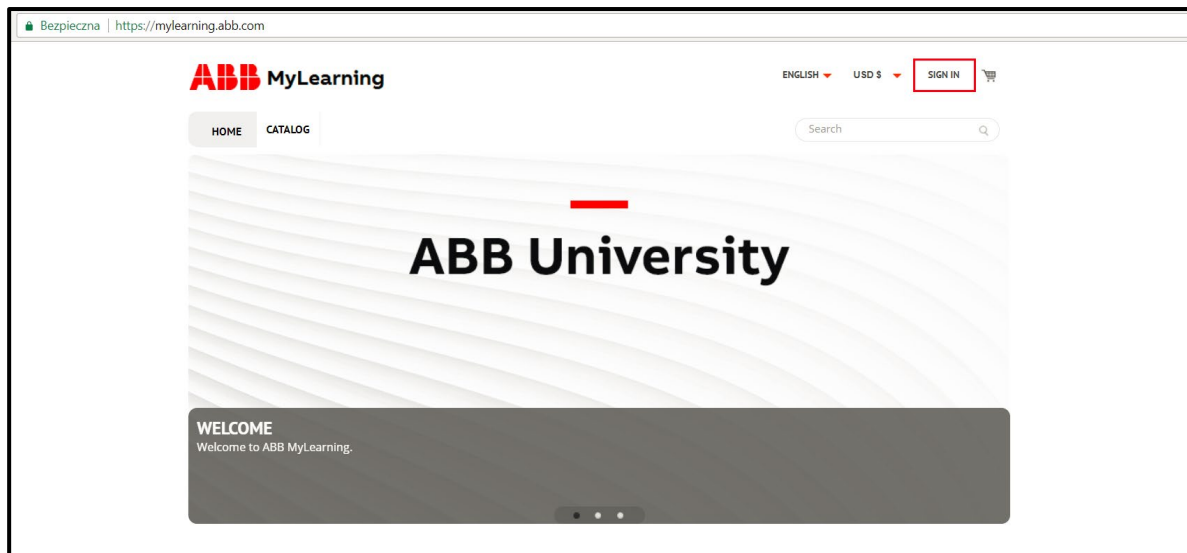 Bezpieczna | https://mylearning.abb.com
ABB MyLearning
ENGLISH USD $ SIGN IN
HOME CATALOG
Search
ABB University
WELCOME
Welcome to ABB MyLearning.